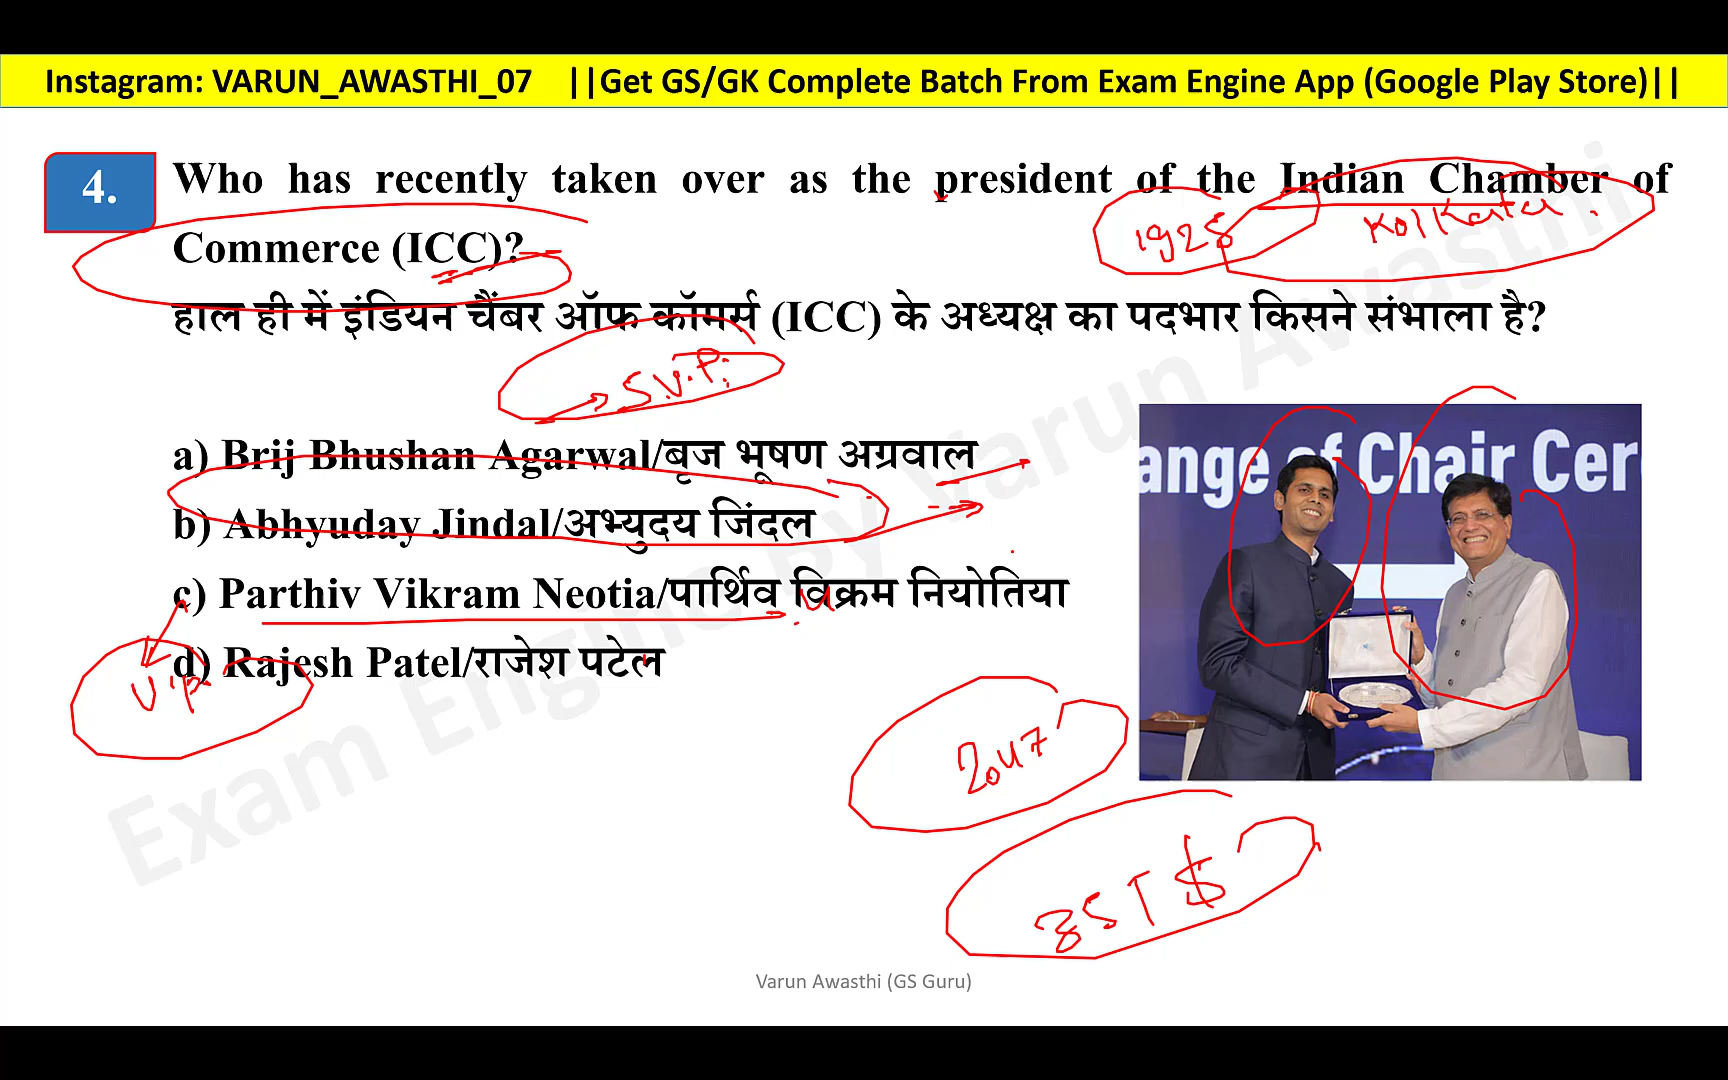 Instagram: VARUN_AWASTHI_07 ||Get GS/GK Complete Batch From Exam Engine App (Google Play Store)||
4. Who has recently taken over as the president of the Indian Chamber of
Commerce (ICC)?
1925
Kolkata
हाल ही में इंडियन चैंबर ऑफ कॉमर्स (ICC) के अध्यक्ष का पदभार किसने संभाला है?
S.V.P.
a) Brij Bhushan Agarwal/बृज भूषण अग्रवाल
b) Abhyuday Jindal/अभ्युदय जिंदल
c) Parthiv Vikram Neotia/पार्थिव विक्रम नियोतिया
d) Rajesh Patel/राजेश पटेल
V.P.
ange of Chair Cer
2047
35T$
Exam Engine by Varun Awasthi
Varun Awasthi (GS Guru)